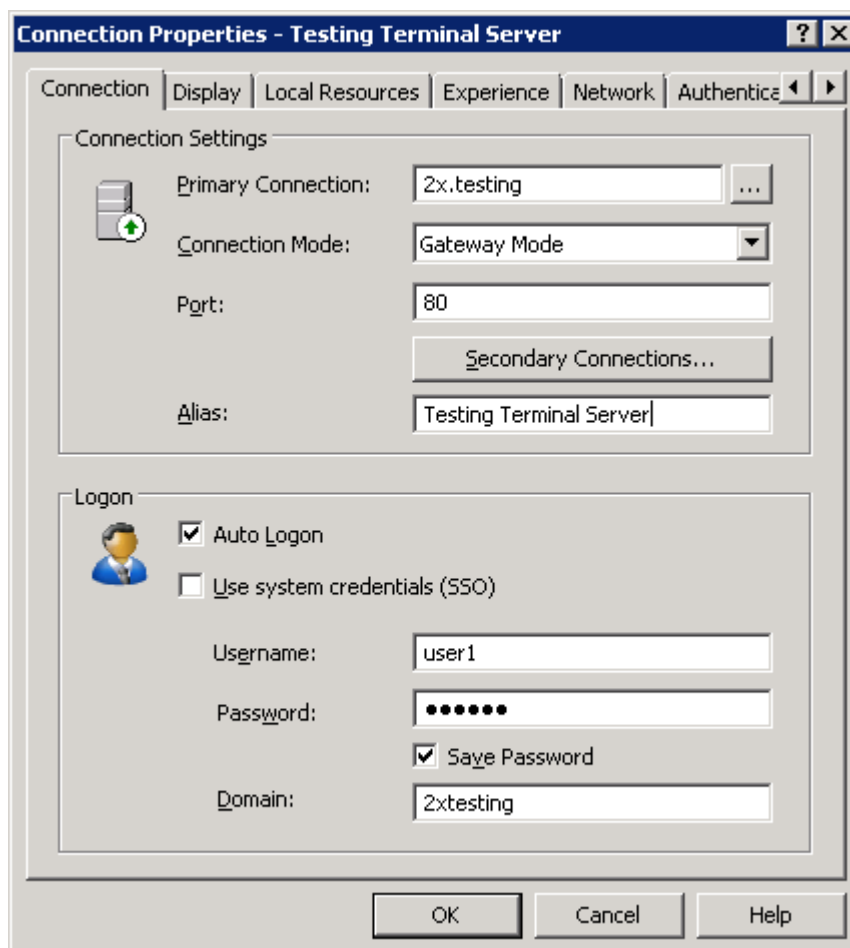 Connection Properties - Testing Terminal Server
Connection Display Local Resources Experience Network Authentica
Connection Settings
Primary Connection: 2x.testing ...
Connection Mode: Gateway Mode
Port: 80
Secondary Connections...
Alias: Testing Terminal Server
Logon
Auto Logon
Use system credentials (SSO)
Username: user1
Password: ●●●●●●
Save Password
Domain: 2xtesting
OK Cancel Help